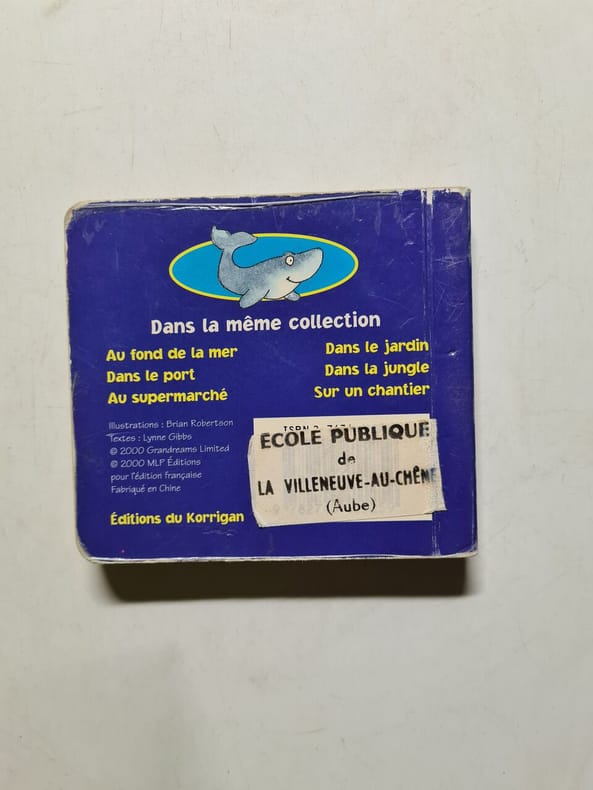 Dans la même collection
Au fond de la mer
Dans le port
Au supermarché
Dans le jardin
Dans la jungle
Sur un chantier
Illustrations : Brian Robertson
Textes : Lynne Gibbs
© 2000 Grandreams Limited
© 2000 MLP Éditions
pour l'édition française
Fabriqué en Chine
Éditions du Korrigan
ÉCOLE PUBLIQUE
de
LA VILLENEUVE-AU-CHÊNE
(Aube)